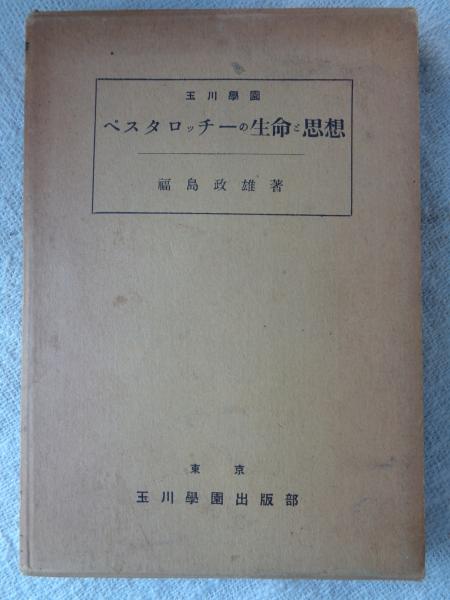 玉川學園
ペスタロッチーの生命と思想
福島政雄著
東京
玉川學園出版部